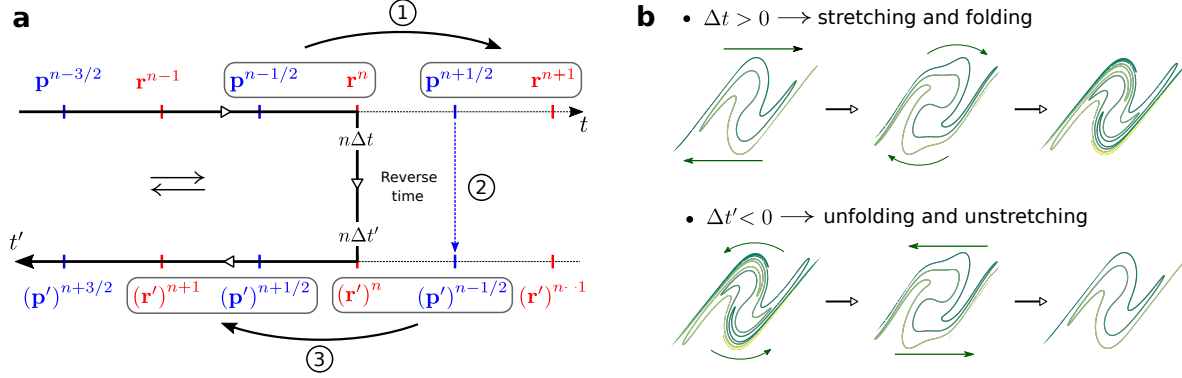 a
①
p^{n−3/2} r^{n−1} p^{n−1/2} r^{n} p^{n+1/2} r^{n+1}
t
nΔt
Reverse
time
②
nΔt′
t′
(p′)^{n+3/2} (r′)^{n+1} (p′)^{n+1/2} (r′)^{n} (p′)^{n−1/2} (r′)^{n-1}
③
b
• Δt > 0 ⟶ stretching and folding
• Δt′ < 0 ⟶ unfolding and unstretching